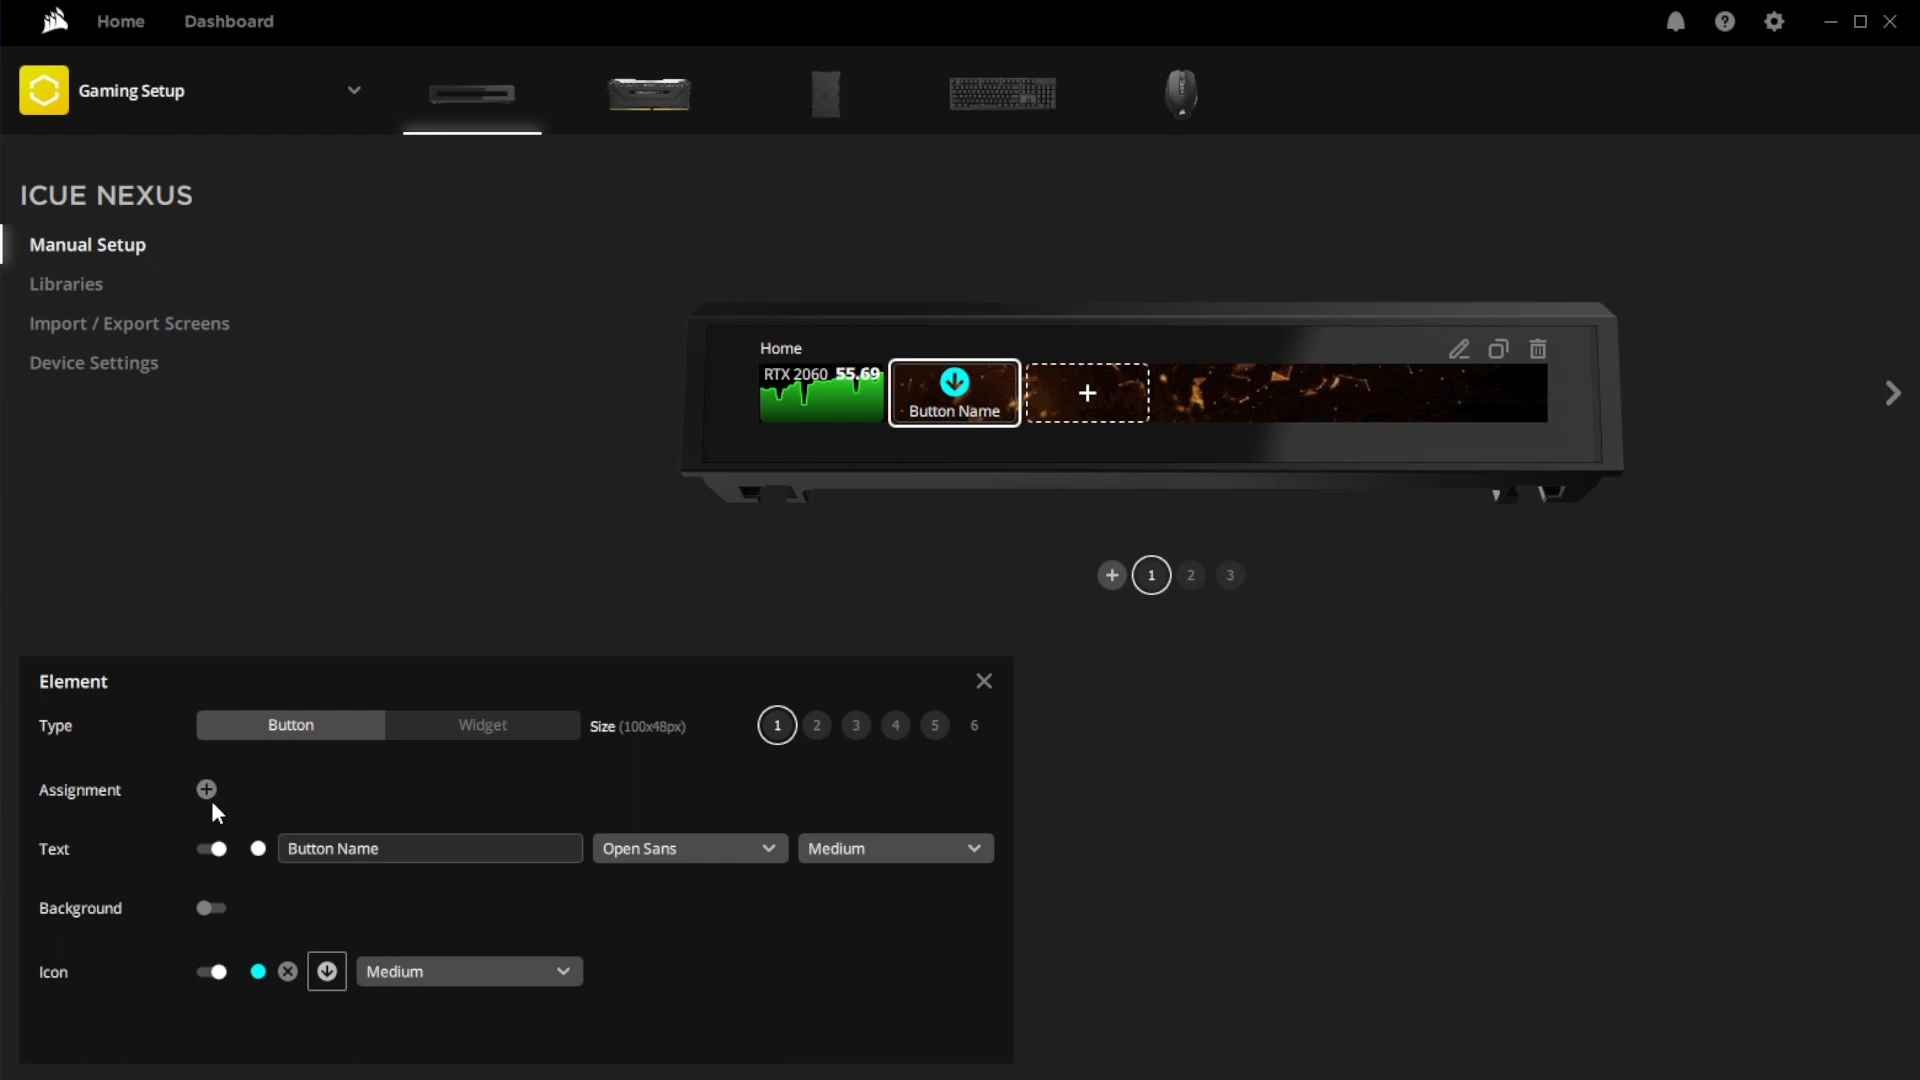 Home Dashboard
Gaming Setup
ICUE NEXUS
Manual Setup
Libraries
Import / Export Screens
Device Settings
Home
RTX 2060 55.69
Button Name
1 2 3
Element
Type Button Widget Size (100x48px) 1 2 3 4 5 6
Assignment
Text Button Name Open Sans Medium
Background
Icon Medium